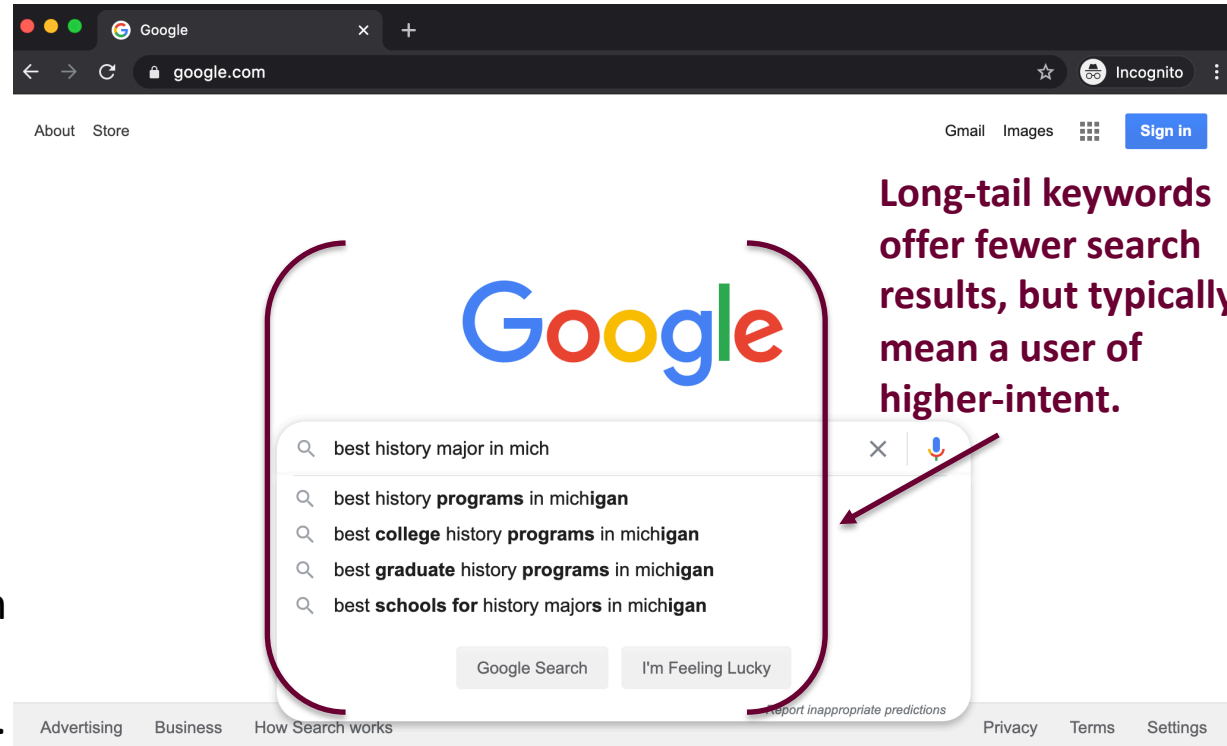 Google
google.com
Incognito
About Store
Gmail Images
Sign in
Long-tail keywords
offer fewer search
results, but typically
mean a user of
higher-intent.
Google
best history major in mich
best history programs in michigan
best college history programs in michigan
best graduate history programs in michigan
best schools for history majors in michigan
Google Search I'm Feeling Lucky
Report inappropriate predictions
Advertising Business How Search works
Privacy Terms Settings